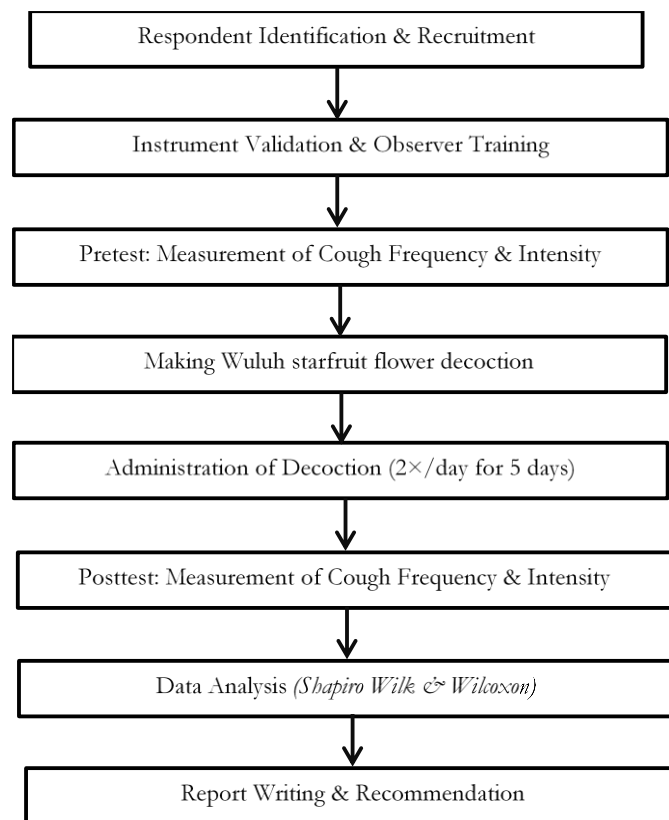 Respondent Identification & Recruitment
Instrument Validation & Observer Training
Pretest: Measurement of Cough Frequency & Intensity
Making Wuluh starfruit flower decoction
Administration of Decoction (2×/day for 5 days)
Posttest: Measurement of Cough Frequency & Intensity
Data Analysis (Shapiro Wilk & Wilcoxon)
Report Writing & Recommendation